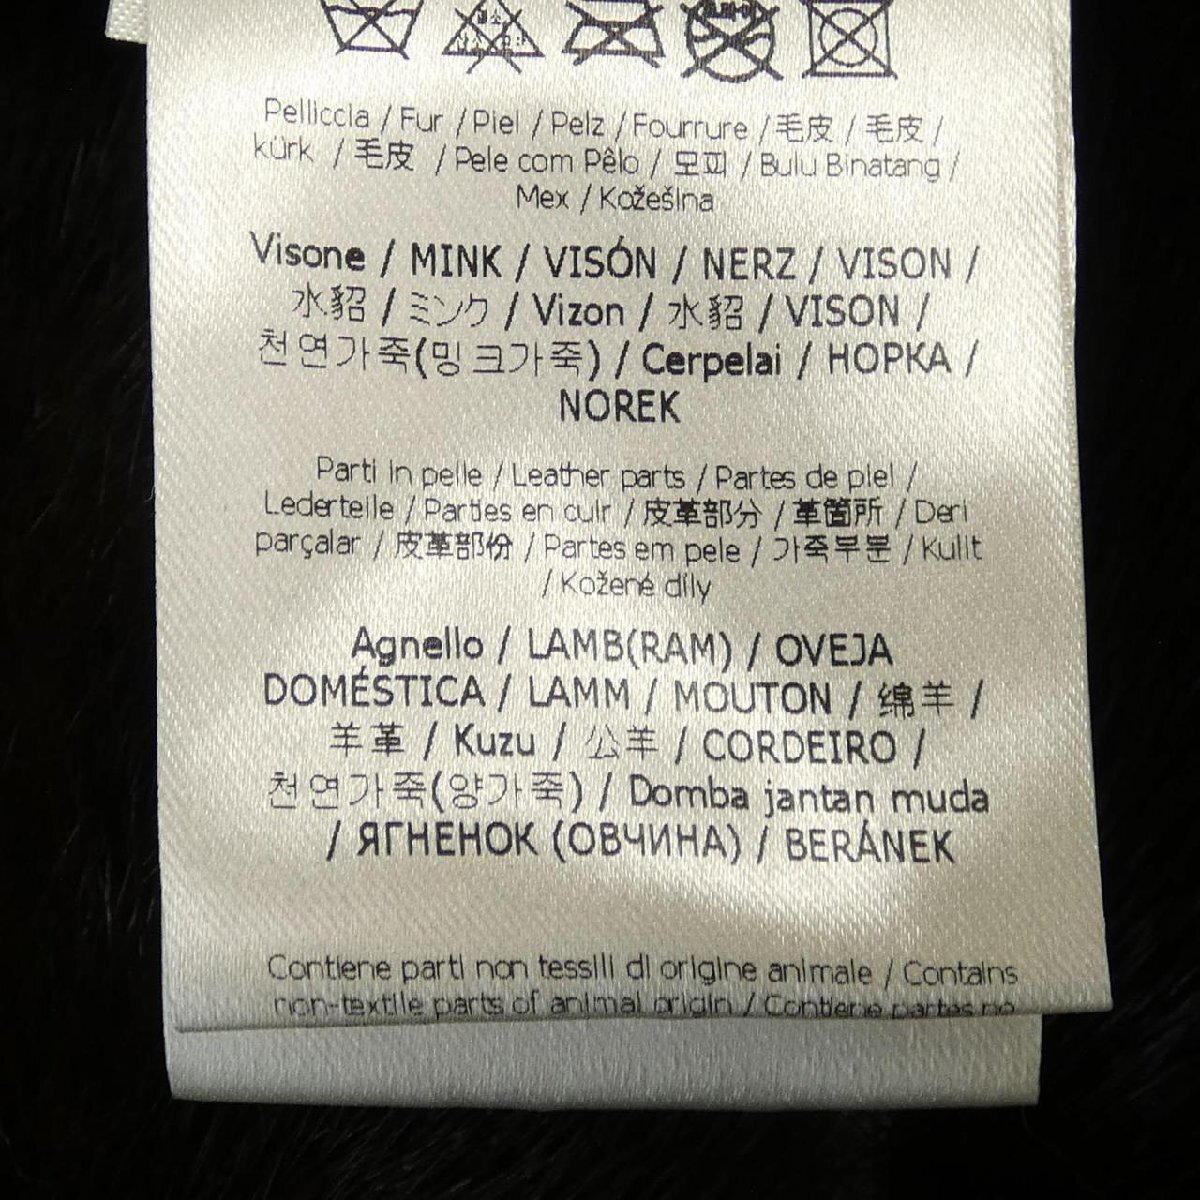 Pelliccia / Fur / Piel / Pelz / Fourrure / 毛皮 / 毛皮 /
kürk / 毛皮 / Pele com Pêlo / 모피 / Bulu Binatang /
Mex / Kožešina
Visone / MINK / VISÓN / NERZ / VISON /
水貂 / ミンク / Vizon / 水貂 / VISON /
천연가죽(밍크가죽) / Cerpelai / НОРКА /
NOREK
Parti in pelle / Leather parts / Partes de piel /
Lederteile / Parties en cuir / 皮革部分 / 革箇所 / Deri
parçalar / 皮革部份 / Partes em pele / 가죽부분 / Kulit
/ Kožené díly
Agnello / LAMB(RAM) / OVEJA
DOMÉSTICA / LAMM / MOUTON / 绵羊 /
羊革 / Kuzu / 公羊 / CORDEIRO /
천연가죽(양가죽) / Domba jantan muda
/ ЯГНЕНОК (ОВЧИНА) / BERÁNEK
Contiene parti non tessili di origine animale / Contains
non-textile parts of animal origin / Contiene partes no